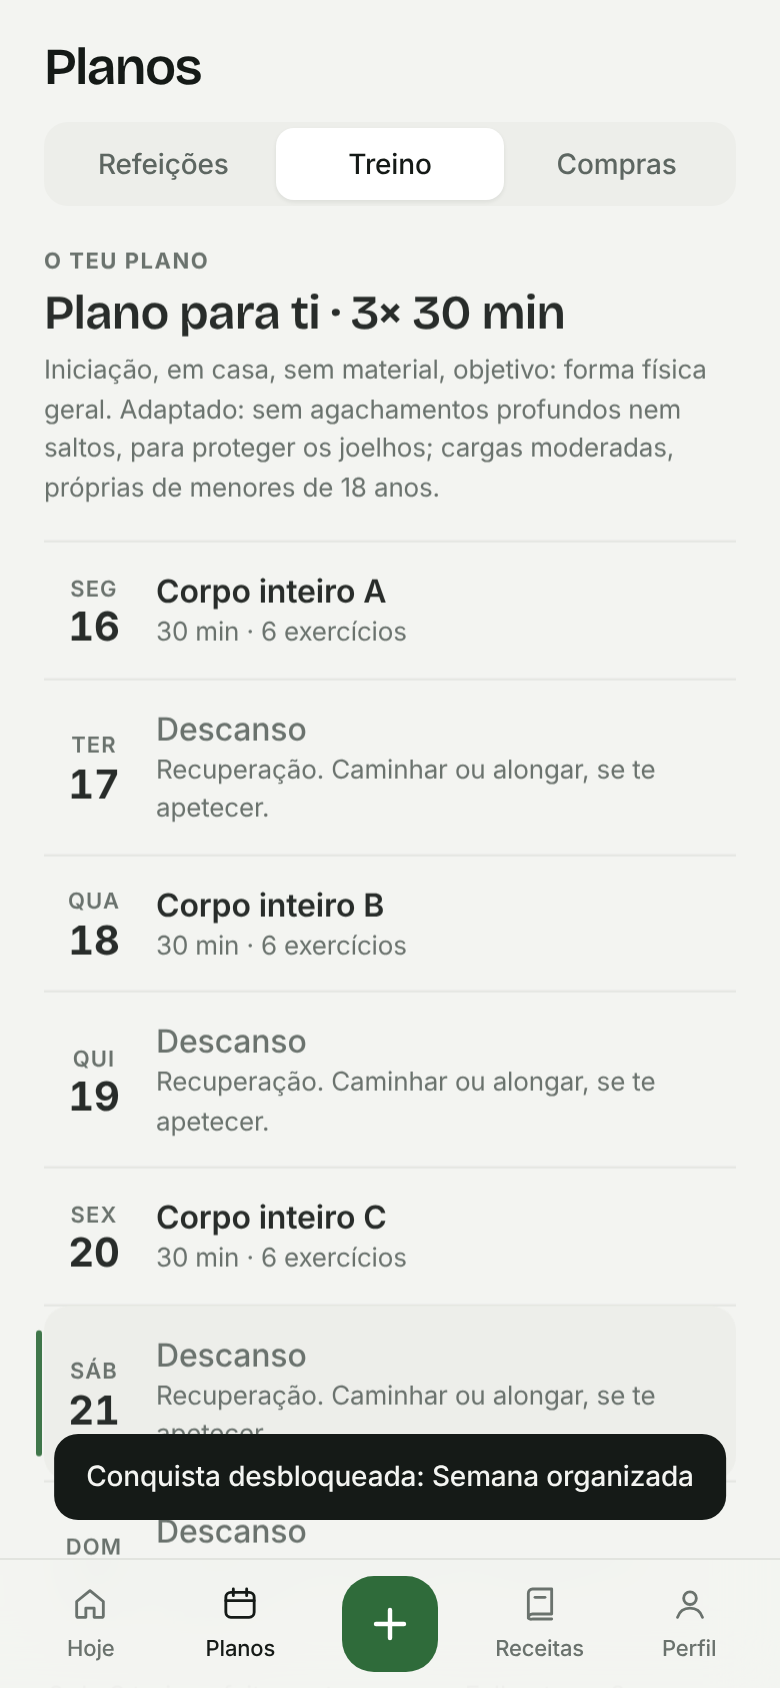 Planos
Refeições
Treino
Compras
O TEU PLANO
Plano para ti · 3× 30 min
Iniciação, em casa, sem material, objetivo: forma física
geral. Adaptado: sem agachamentos profundos nem
saltos, para proteger os joelhos; cargas moderadas,
próprias de menores de 18 anos.
SEG
16
Corpo inteiro A
30 min · 6 exercícios
TER
17
Descanso
Recuperação. Caminhar ou alongar, se te
apetecer.
QUA
18
Corpo inteiro B
30 min · 6 exercícios
QUI
19
Descanso
Recuperação. Caminhar ou alongar, se te
apetecer.
SEX
20
Corpo inteiro C
30 min · 6 exercícios
SÁB
21
Descanso
Recuperação. Caminhar ou alongar, se te
apetecer.
Conquista desbloqueada: Semana organizada
DOM
Descanso
Hoje
Planos
Receitas
Perfil